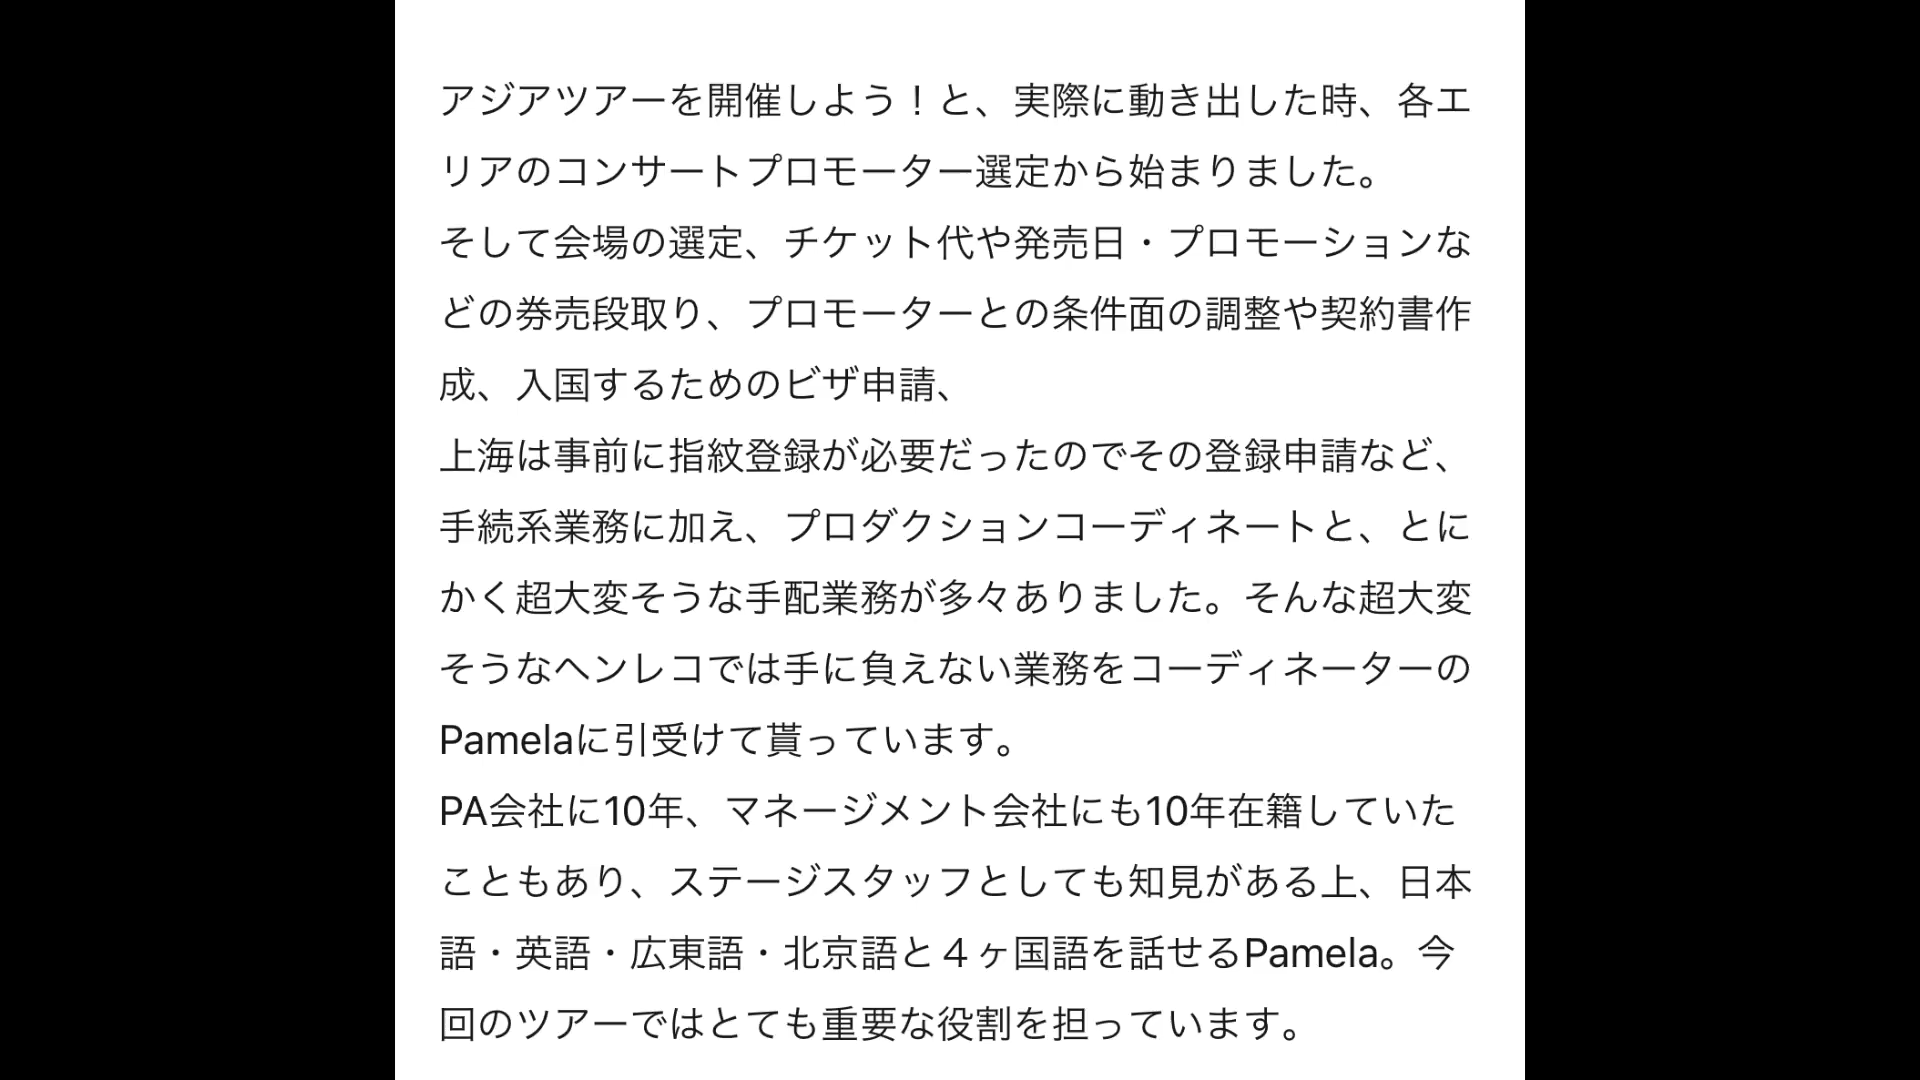 アジアツアーを開催しよう！と、実際に動き出した時、各エ
リアのコンサートプロモーター選定から始まりました。
そして会場の選定、チケット代や発売日・プロモーションな
どの券売段取り、プロモーターとの条件面の調整や契約書作
成、入国するためのビザ申請、
上海は事前に指紋登録が必要だったのでその登録申請など、
手続系業務に加え、プロダクションコーディネートと、とに
かく超大変そうな手配業務が多々ありました。そんな超大変
そうなヘンレコでは手に負えない業務をコーディネーターの
Pamelaに引受けて貰っています。
PA会社に10年、マネージメント会社にも10年在籍していた
こともあり、ステージスタッフとしても知見がある上、日本
語・英語・広東語・北京語と４ヶ国語を話せるPamela。今
回のツアーではとても重要な役割を担っています。